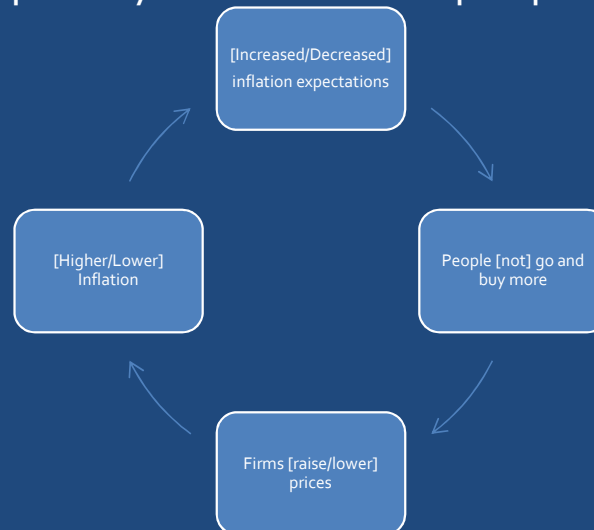 [Increased/Decreased]
inflation expectations
[Higher/Lower]
Inflation
People [not] go and
buy more
Firms [raise/lower]
prices